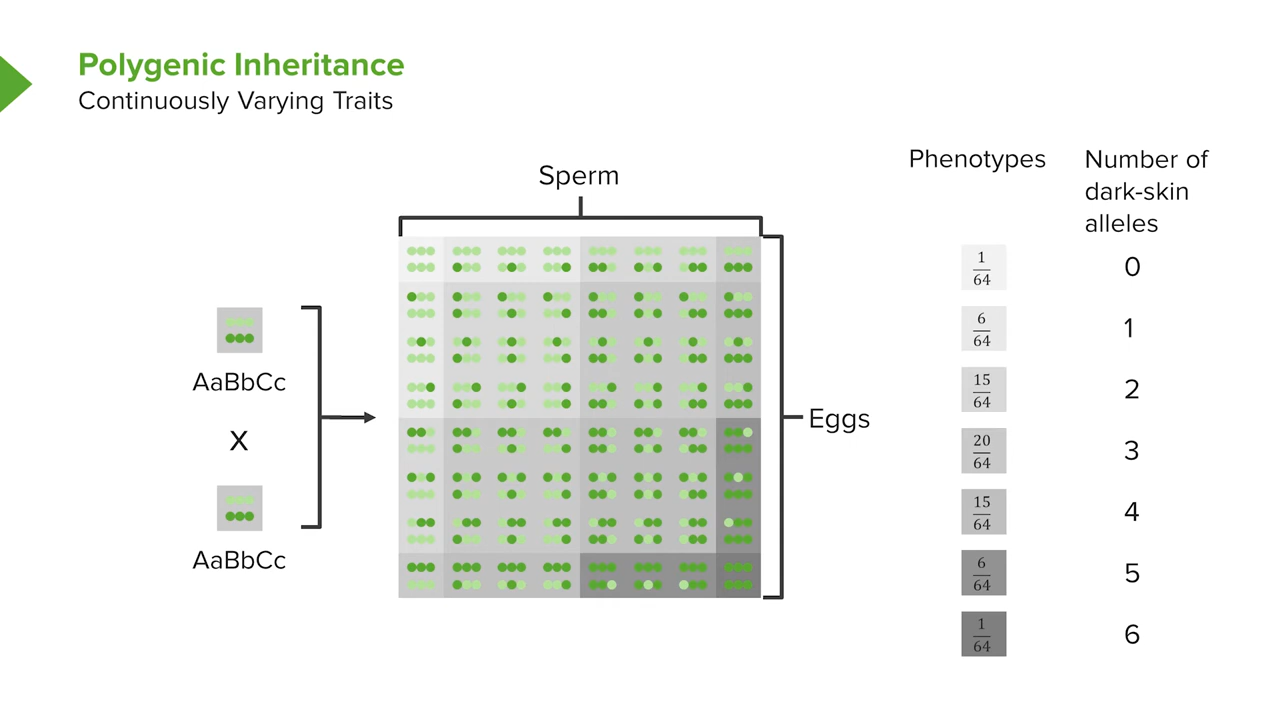 Polygenic Inheritance
Continuously Varying Traits
Sperm
Eggs
AaBbCc
X
AaBbCc
Phenotypes
Number of
dark-skin
alleles
1/64 0
6/64 1
15/64 2
20/64 3
15/64 4
6/64 5
1/64 6